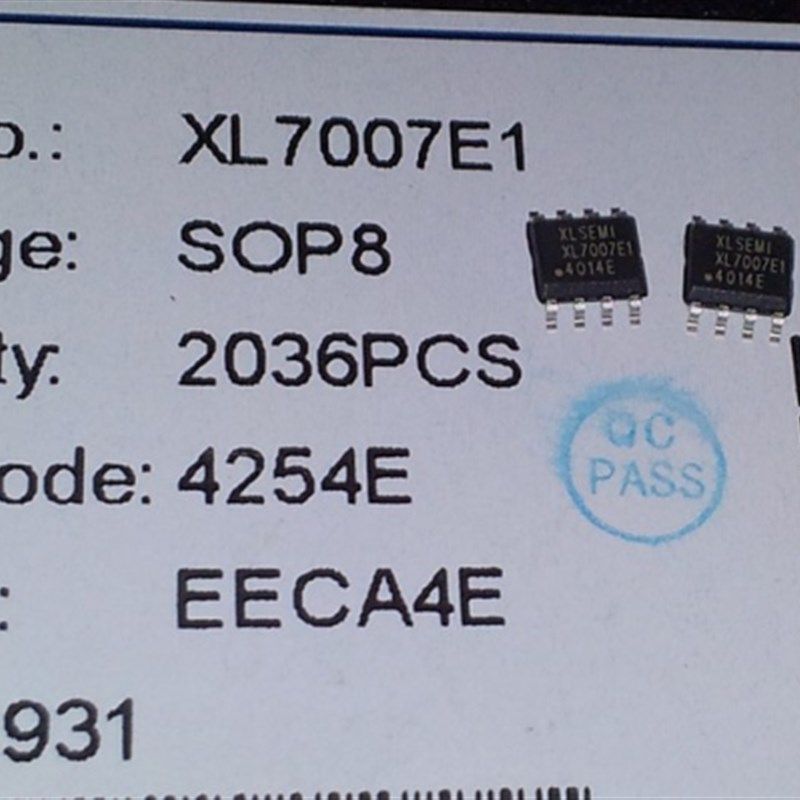 o.: XL7007E1
ge: SOP8
ty: 2036PCS
ode: 4254E
: EECA4E
931
XLSEMI
XL7007E1
4014E
XLSEMI
XL7007E1
4014E
QC
PASS